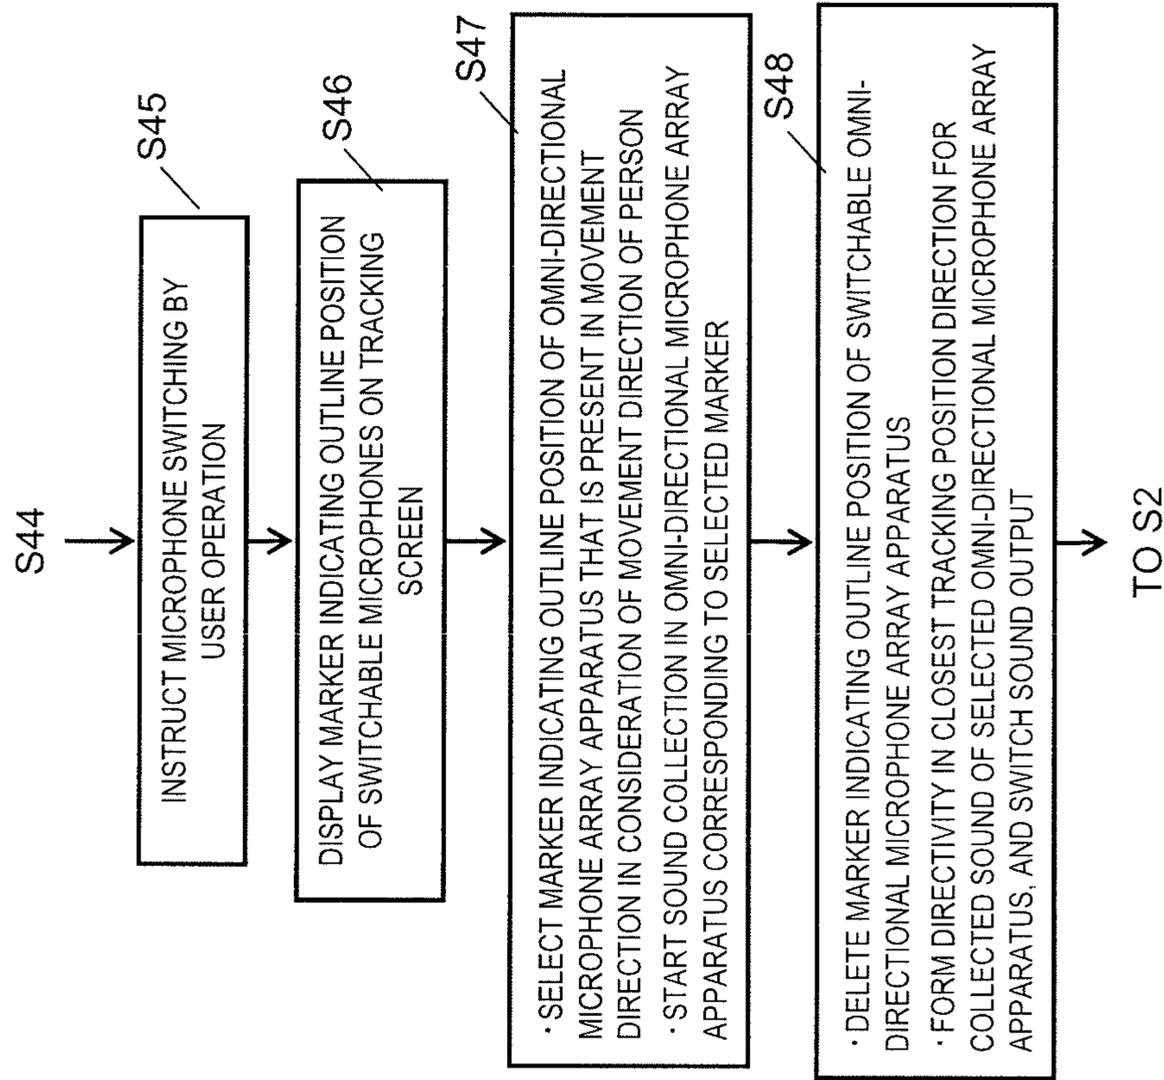 S44
S45
INSTRUCT MICROPHONE SWITCHING BY
USER OPERATION
S46
DISPLAY MARKER INDICATING OUTLINE POSITION
OF SWITCHABLE MICROPHONES ON TRACKING
SCREEN
S47
· SELECT MARKER INDICATING OUTLINE POSITION OF OMNI-DIRECTIONAL
MICROPHONE ARRAY APPARATUS THAT IS PRESENT IN MOVEMENT
DIRECTION IN CONSIDERATION OF MOVEMENT DIRECTION OF PERSON
· START SOUND COLLECTION IN OMNI-DIRECTIONAL MICROPHONE ARRAY
APPARATUS CORRESPONDING TO SELECTED MARKER
S48
· DELETE MARKER INDICATING OUTLINE POSITION OF SWITCHABLE OMNI-
DIRECTIONAL MICROPHONE ARRAY APPARATUS
· FORM DIRECTIVITY IN CLOSEST TRACKING POSITION DIRECTION FOR
COLLECTED SOUND OF SELECTED OMNI-DIRECTIONAL MICROPHONE ARRAY
APPARATUS, AND SWITCH SOUND OUTPUT
TO S2